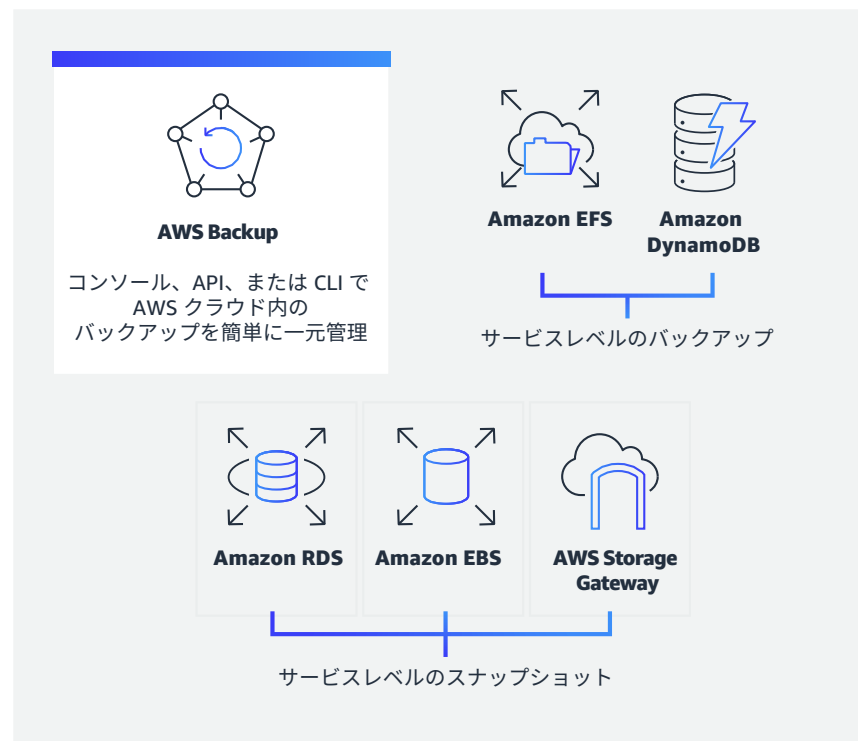 AWS Backup
コンソール、API、または CLI で
AWS クラウド内の
バックアップを簡単に一元管理
Amazon EFS
Amazon
DynamoDB
サービスレベルのバックアップ
Amazon RDS
Amazon EBS
AWS Storage
Gateway
サービスレベルのスナップショット